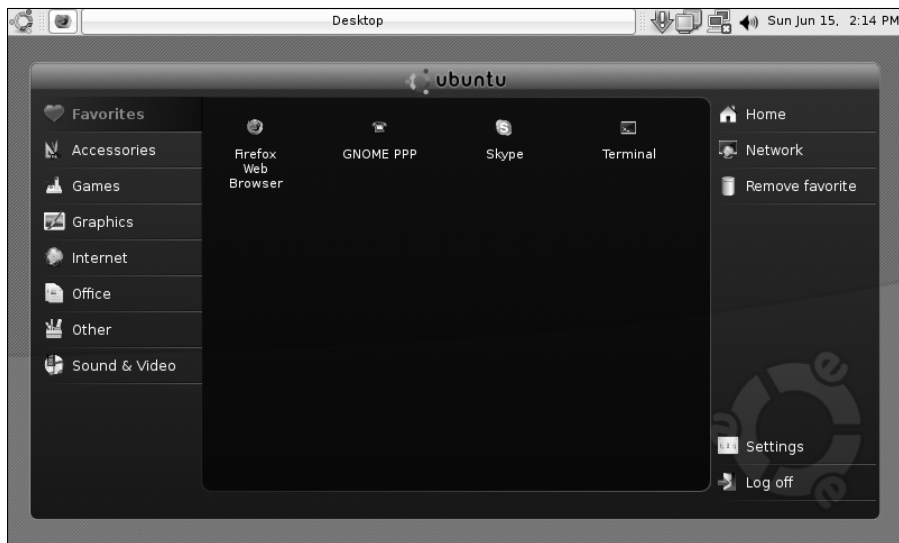 Desktop
Sun Jun 15, 2:14 PM
ubuntu
Favorites
Accessories
Games
Graphics
Internet
Office
Other
Sound & Video
Firefox
Web
Browser
GNOME PPP
Skype
Terminal
Home
Network
Remove favorite
Settings
Log off
e
e
e